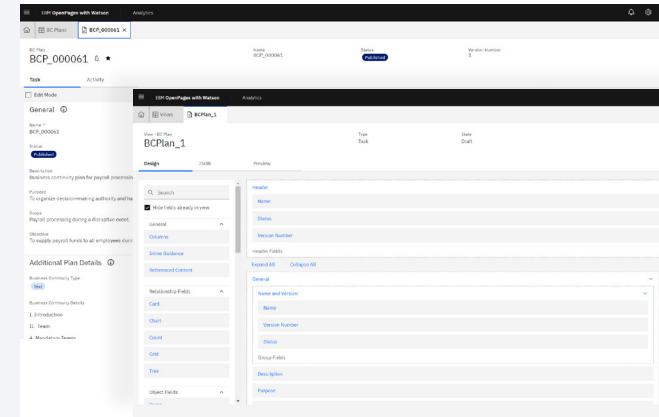 IBM OpenPages with Watson Analytics
BC Plans BCP_000061
BC Plan
BCP_000061
Name
BCP_000061
Status
Published
Version Number
1
Task Activity
Edit Mode
General
Name *
BCP_000061
Status
Published
Description
Business continuity plan for payroll
Purpose
To organize decision-making authority and
Scope
Payroll processing during a disruptive event.
Objective
To supply payroll funds to all employees
Additional Plan Details
Business Continuity Type
Business Continuity Details
I. Introduction
II. Team
A. Mandatory Teams
IBM OpenPages with Watson Analytics
Views BCPlan_1
View - BC Plan
BCPlan_1
Type
Task
State
Draft
Design JSON Preview
Search
Hide fields already in view
General
Columns
Inline Guidance
Referenced Content
Relationship Fields
Card
Chart
Count
Grid
Tree
Object Fields
Header
Name
Status
Version Number
Header Fields
Expand All Collapse All
General
Name and Version
Name
Version Number
Status
Group Fields
Description
Purpose